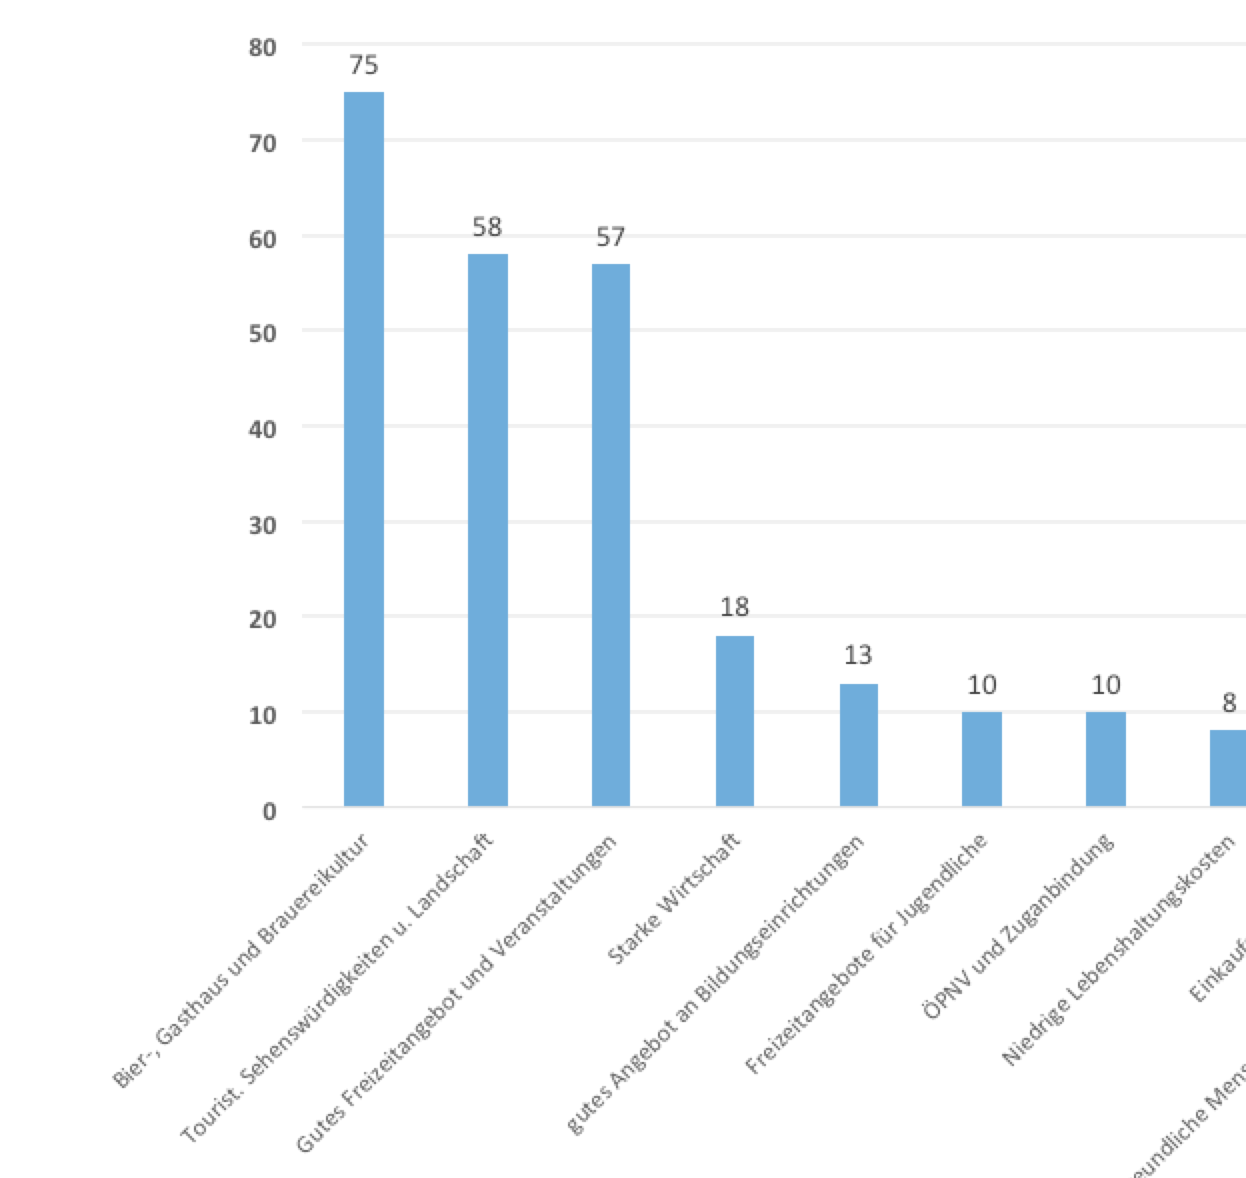 80
70
60
50
40
30
20
10
0
75
58
57
18
13
10
10
8
Bier-, Gasthaus und Brauereikultur
Tourist. Sehenswürdigkeiten u. Landschaft
Gutes Freizeitangebot und Veranstaltungen
Starke Wirtschaft
gutes Angebot an Bildungseinrichtungen
Freizeitangebote für Jugendliche
ÖPNV und Zuganbindung
Niedrige Lebenshaltungskosten
Einkauf